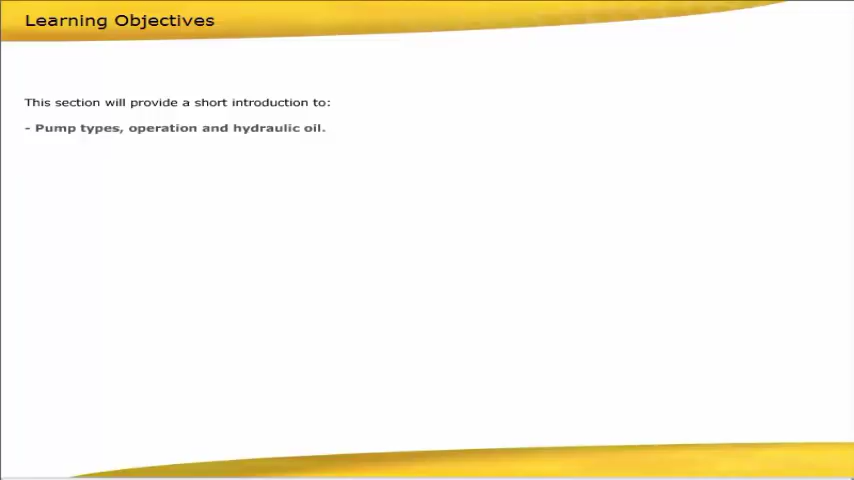 Learning Objectives
This section will provide a short introduction to:
- Pump types, operation and hydraulic oil.